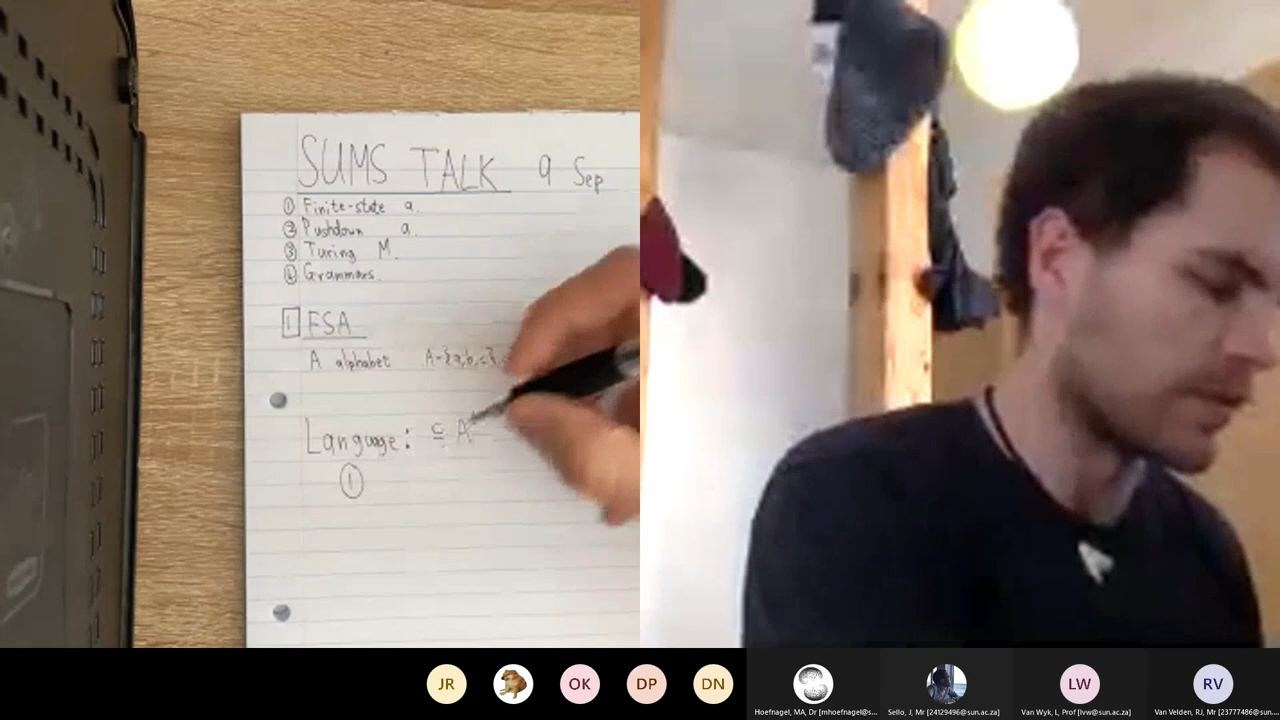 SUMS TALK 9 Sep
① Finite-state a.
② Pushdown a.
③ Turing M.
④ Grammars.
1 FSA
A alphabet A={a,b,c}
Language: ⊆ A
①
JR
OK
DP
DN
LW
RV
Hoefnagel, MA, Dr [mhoefnagel@s...
Sello, J, Mr [24129496@sun.ac.za]
Van Wyk, L, Prof [lvw@sun.ac.za]
Van Velden, RJ, Mr [23777486@sun....